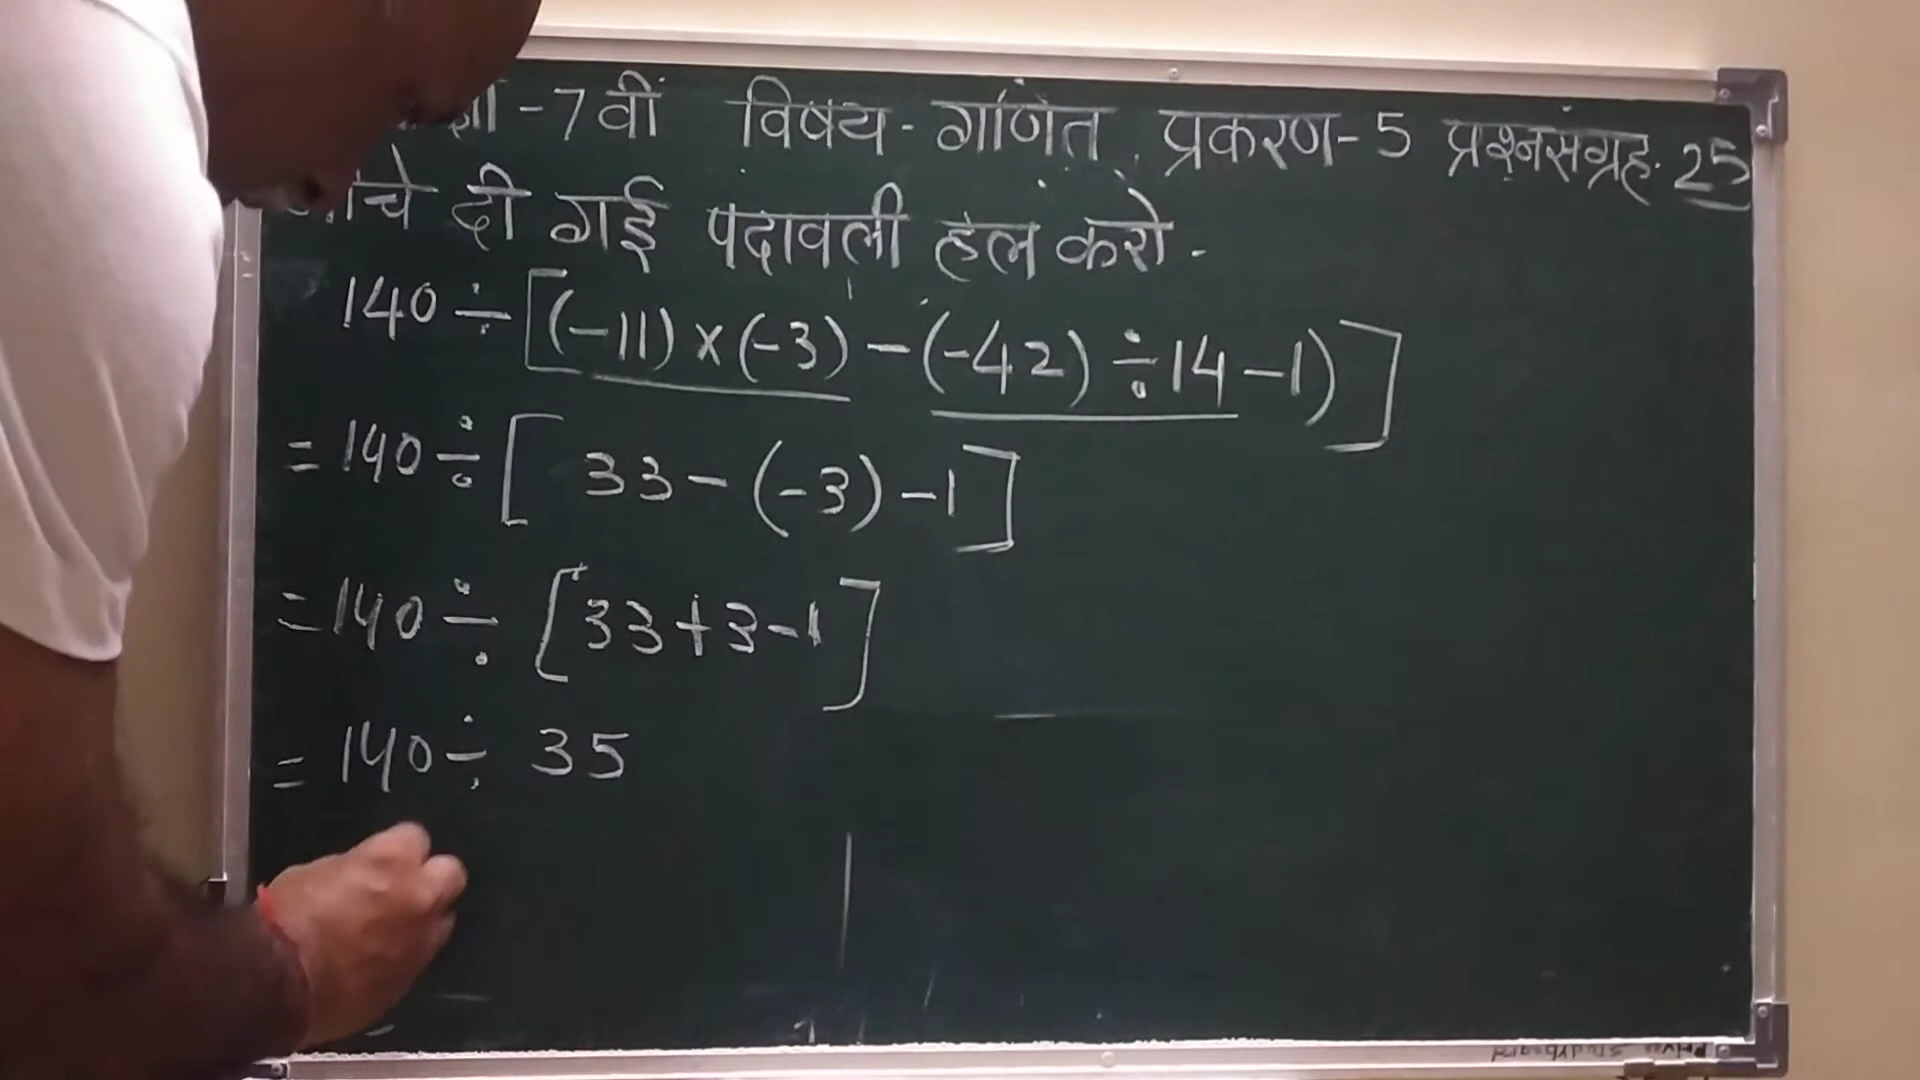 -7वीं विषय- गणित, प्रकरण-5 प्रश्नसंग्रह. 25
दी गई पदावली हल करो.
140 ÷ [(-11) × (-3) - (-42) ÷ 14 - 1)]
= 140 ÷ [ 33 - (-3) - 1]
= 140 ÷ [33 + 3 - 1]
= 140 ÷ 35